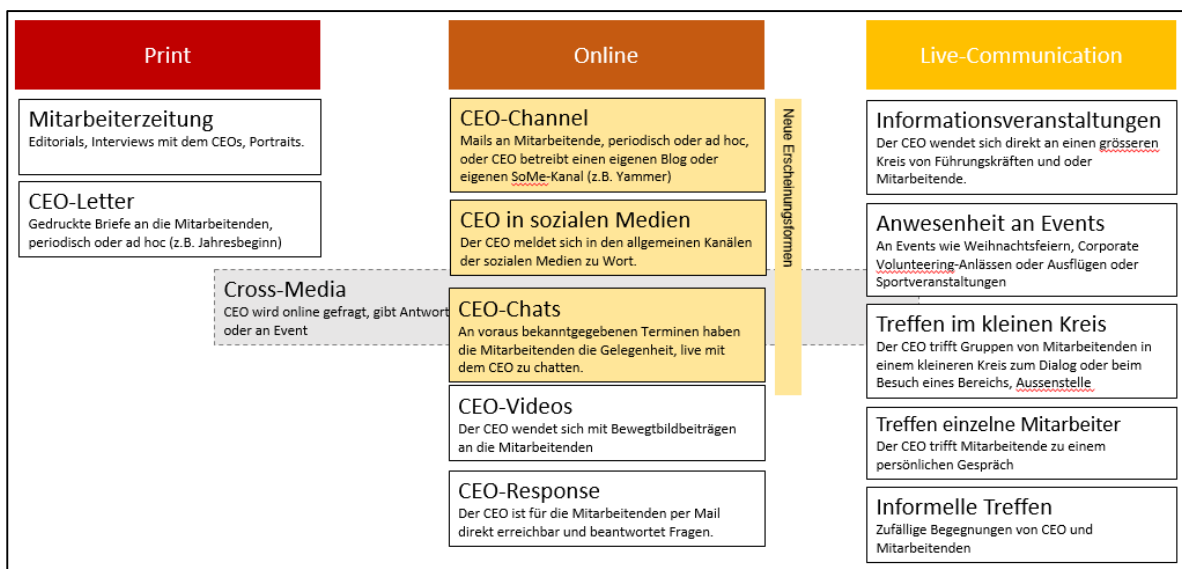 Print
Mitarbeiterzeitung
Editorials, Interviews mit dem CEOs, Portraits.
CEO-Letter
Gedruckte Briefe an die Mitarbeitenden,
periodisch oder ad hoc (z.B. Jahresbeginn)
Cross-Media
CEO wird online gefragt, gibt Antwort
oder an Event
Online
CEO-Channel
Mails an Mitarbeitende, periodisch oder ad hoc,
oder CEO betreibt einen eigenen Blog oder
eigenen SoMe-Kanal (z.B. Yammer)
CEO in sozialen Medien
Der CEO meldet sich in den allgemeinen Kanälen
der sozialen Medien zu Wort.
CEO-Chats
An voraus bekanntgegebenen Terminen haben
die Mitarbeitenden die Gelegenheit, live mit
dem CEO zu chatten.
CEO-Videos
Der CEO wendet sich mit Bewegtbildbeiträgen
an die Mitarbeitenden
CEO-Response
Der CEO ist für die Mitarbeitenden per Mail
direkt erreichbar und beantwortet Fragen.
Neue Erscheinungsformen
Live-Communication
Informationsveranstaltungen
Der CEO wendet sich direkt an einen grösseren
Kreis von Führungskräften und oder
Mitarbeitende.
Anwesenheit an Events
An Events wie Weihnachtsfeiern, Corporate
Volunteering-Anlässen oder Ausflügen oder
Sportveranstaltungen
Treffen im kleinen Kreis
Der CEO trifft Gruppen von Mitarbeitenden in
einem kleineren Kreis zum Dialog oder beim
Besuch eines Bereichs, Aussenstelle
Treffen einzelne Mitarbeiter
Der CEO trifft Mitarbeitende zu einem
persönlichen Gespräch
Informelle Treffen
Zufällige Begegnungen von CEO und
Mitarbeitenden